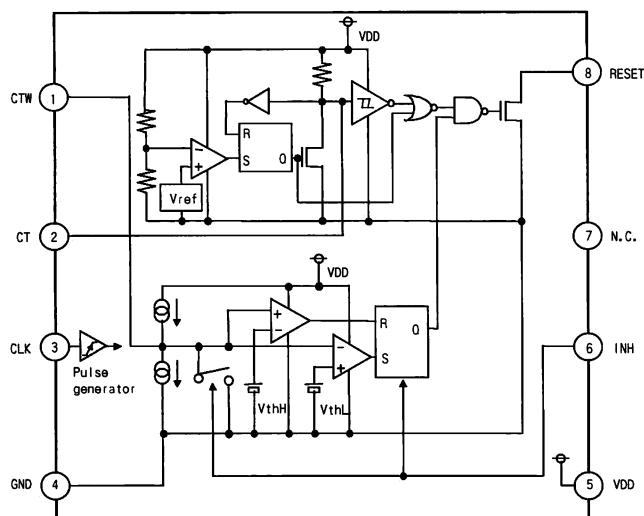 VDD
CTW
1
8
RESET
R
S
Q
-
+
Vref
CT
2
7
N.C.
VDD
CLK
3
Pulse
generator
+
-
-
+
R
S
Q
6
INH
VthH
VthL
GND
4
5
VDD